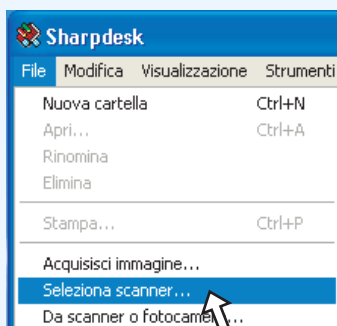 Sharpdesk
File Modifica Visualizzazione Strumenti
Nuova cartella Ctrl+N
Apri... Ctrl+A
Rinomina
Elimina
Stampa... Ctrl+P
Acquisisci immagine...
Seleziona scanner...
Da scanner o fotocamera...